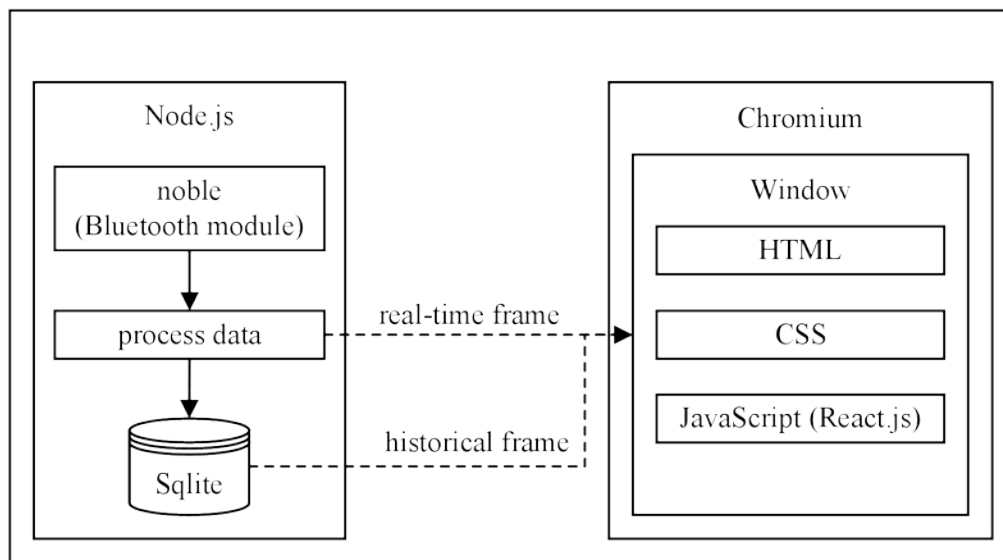 Node.js
noble
(Bluetooth module)
process data
Sqlite
real-time frame
historical frame
Chromium
Window
HTML
CSS
JavaScript (React.js)